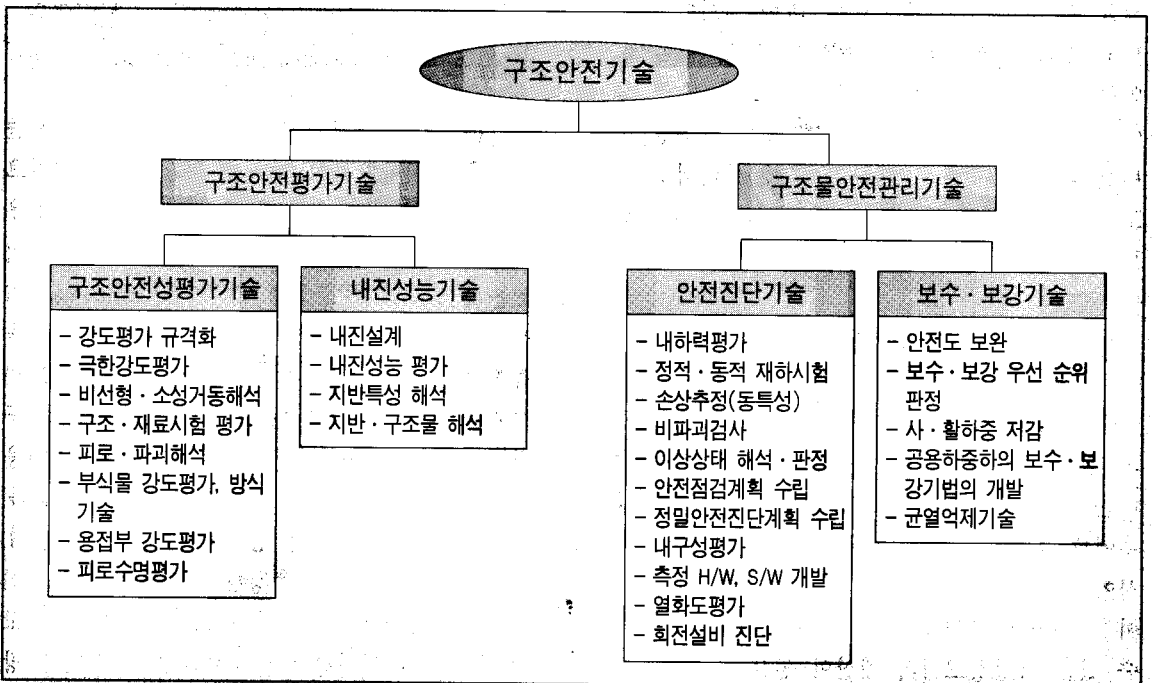 구조안전기술
구조안전평가기술
구조물안전관리기술
구조안전성평가기술
- 강도평가 규격화
- 극한강도평가
- 비선형·소성거동해석
- 구조·재료시험 평가
- 피로·파괴해석
- 부식물 강도평가, 방식
기술
- 용접부 강도평가
- 피로수명평가
내진성능기술
- 내진설계
- 내진성능 평가
- 지반특성 해석
- 지반·구조물 해석
안전진단기술
- 내하력평가
- 정적·동적 재하시험
- 손상추정(동특성)
- 비파괴검사
- 이상상태 해석·판정
- 안전점검계획 수립
- 정밀안전진단계획 수립
- 내구성평가
- 측정 H/W, S/W 개발
- 열화도평가
- 회전설비 진단
보수·보강기술
- 안전도 보완
- 보수·보강 우선 순위
판정
- 사·활하중 저감
- 공용하중하의 보수·보
강기법의 개발
- 균열억제기술